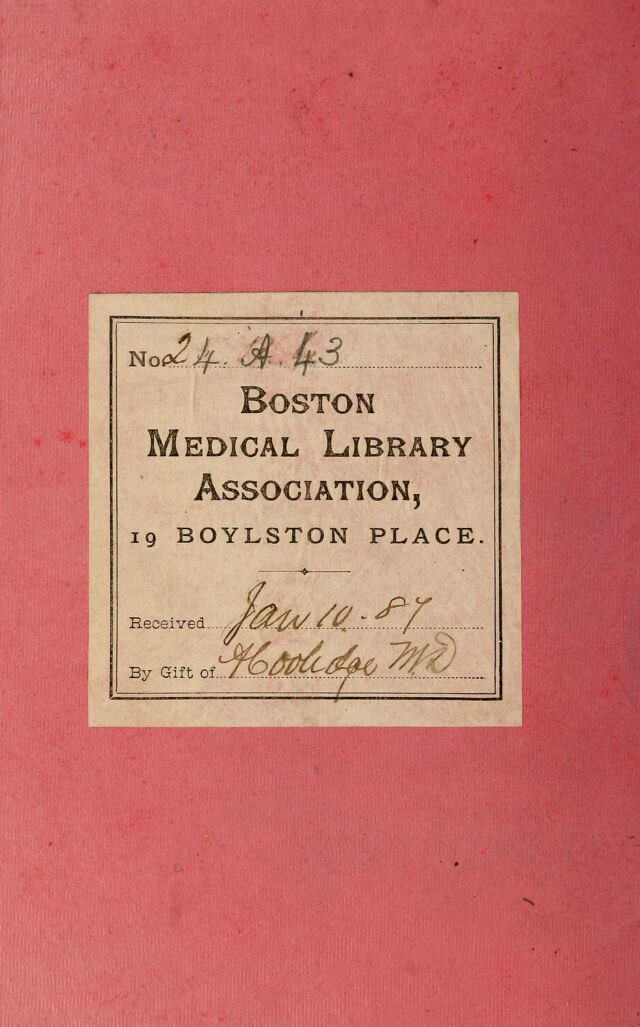 No. 24. A. 43
BOSTON
MEDICAL LIBRARY
ASSOCIATION,
19 BOYLSTON PLACE.
Received Jan 10. 87
By Gift of A Coolidge MD